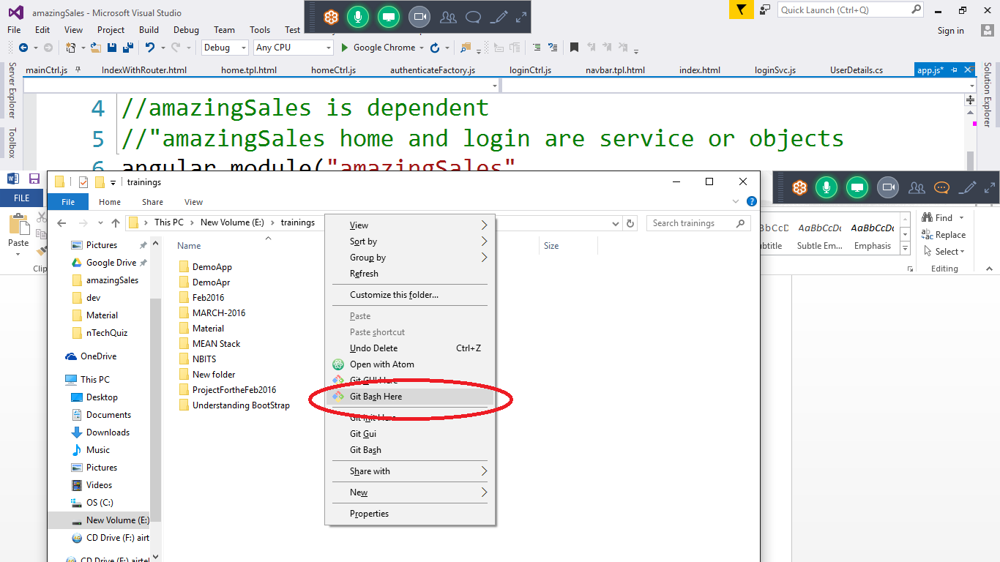 amazingSales - Microsoft Visual Studio
Quick Launch (Ctrl+Q)
File Edit View Project Build Debug Team Tools Test
Sign in
Debug Any CPU Google Chrome
Server Explorer
Toolbox
Solution Explorer
mainCtrl.js IndexWithRouter.html home.tpl.html homeCtrl.js authenticateFactory.js loginCtrl.js navbar.tpl.html index.html loginSvc.js UserDetails.cs app.js*
4 //amazingSales is dependent
5 //"amazingSales home and login are service or objects
6 angular.module("amazingSales"
trainings
FILE
File Home Share View
This PC New Volume (E:) trainings
Search trainings
Paste
Name Size
Pictures
Google Drive
amazingSales
dev
Material
nTechQuiz
OneDrive
This PC
Desktop
Documents
Downloads
Music
Pictures
Videos
OS (C:)
New Volume (E:)
CD Drive (F:) airt
CD Drive (F:) airtel
DemoApp
DemoApr
Feb2016
MARCH-2016
Material
MEAN Stack
NBITS
New folder
ProjectFortheFeb2016
Understanding BootStrap
View
Sort by
Group by
Refresh
Customize this folder...
Paste
Paste shortcut
Undo Delete Ctrl+Z
Open with Atom
Git GUI Here
Git Bash Here
Git Init Here
Git Gui
Git Bash
Share with
New
Properties
AaBbCcDc AaBbCcDc
Subtle Em... Emphasis
Find
Replace
Select
Editing